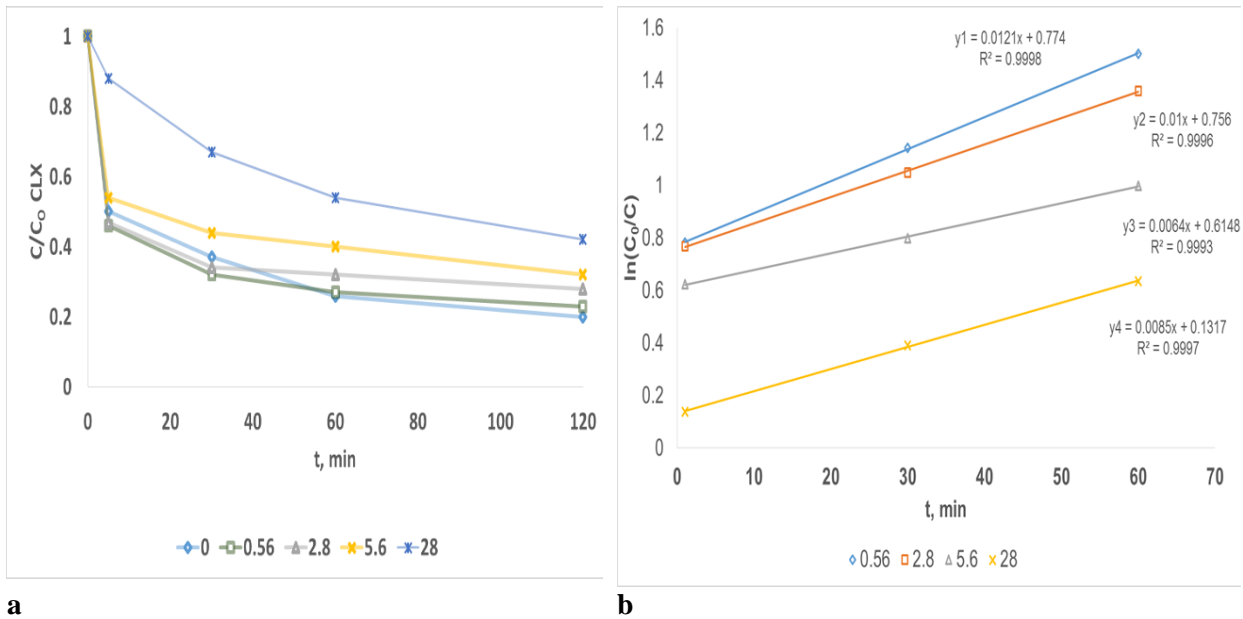 C/C₀ CLX
1
0.8
0.6
0.4
0.2
0
0 20 40 60 80 100 120
t, min
0 0.56 2.8 5.6 28
a
ln(C₀/C)
1.6
1.4
1.2
1
0.8
0.6
0.4
0.2
0
y1 = 0.0121x + 0.774
R² = 0.9998
y2 = 0.01x + 0.756
R² = 0.9996
y3 = 0.0064x + 0.6148
R² = 0.9993
y4 = 0.0085x + 0.1317
R² = 0.9997
0 10 20 30 40 50 60 70
t, min
0.56 2.8 5.6 28
b